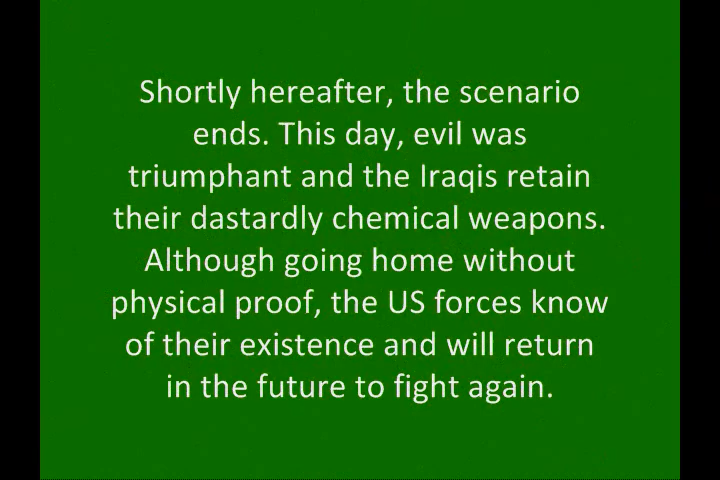 Shortly hereafter, the scenario
ends. This day, evil was
triumphant and the Iraqis retain
their dastardly chemical weapons.
Although going home without
physical proof, the US forces know
of their existence and will return
in the future to fight again.